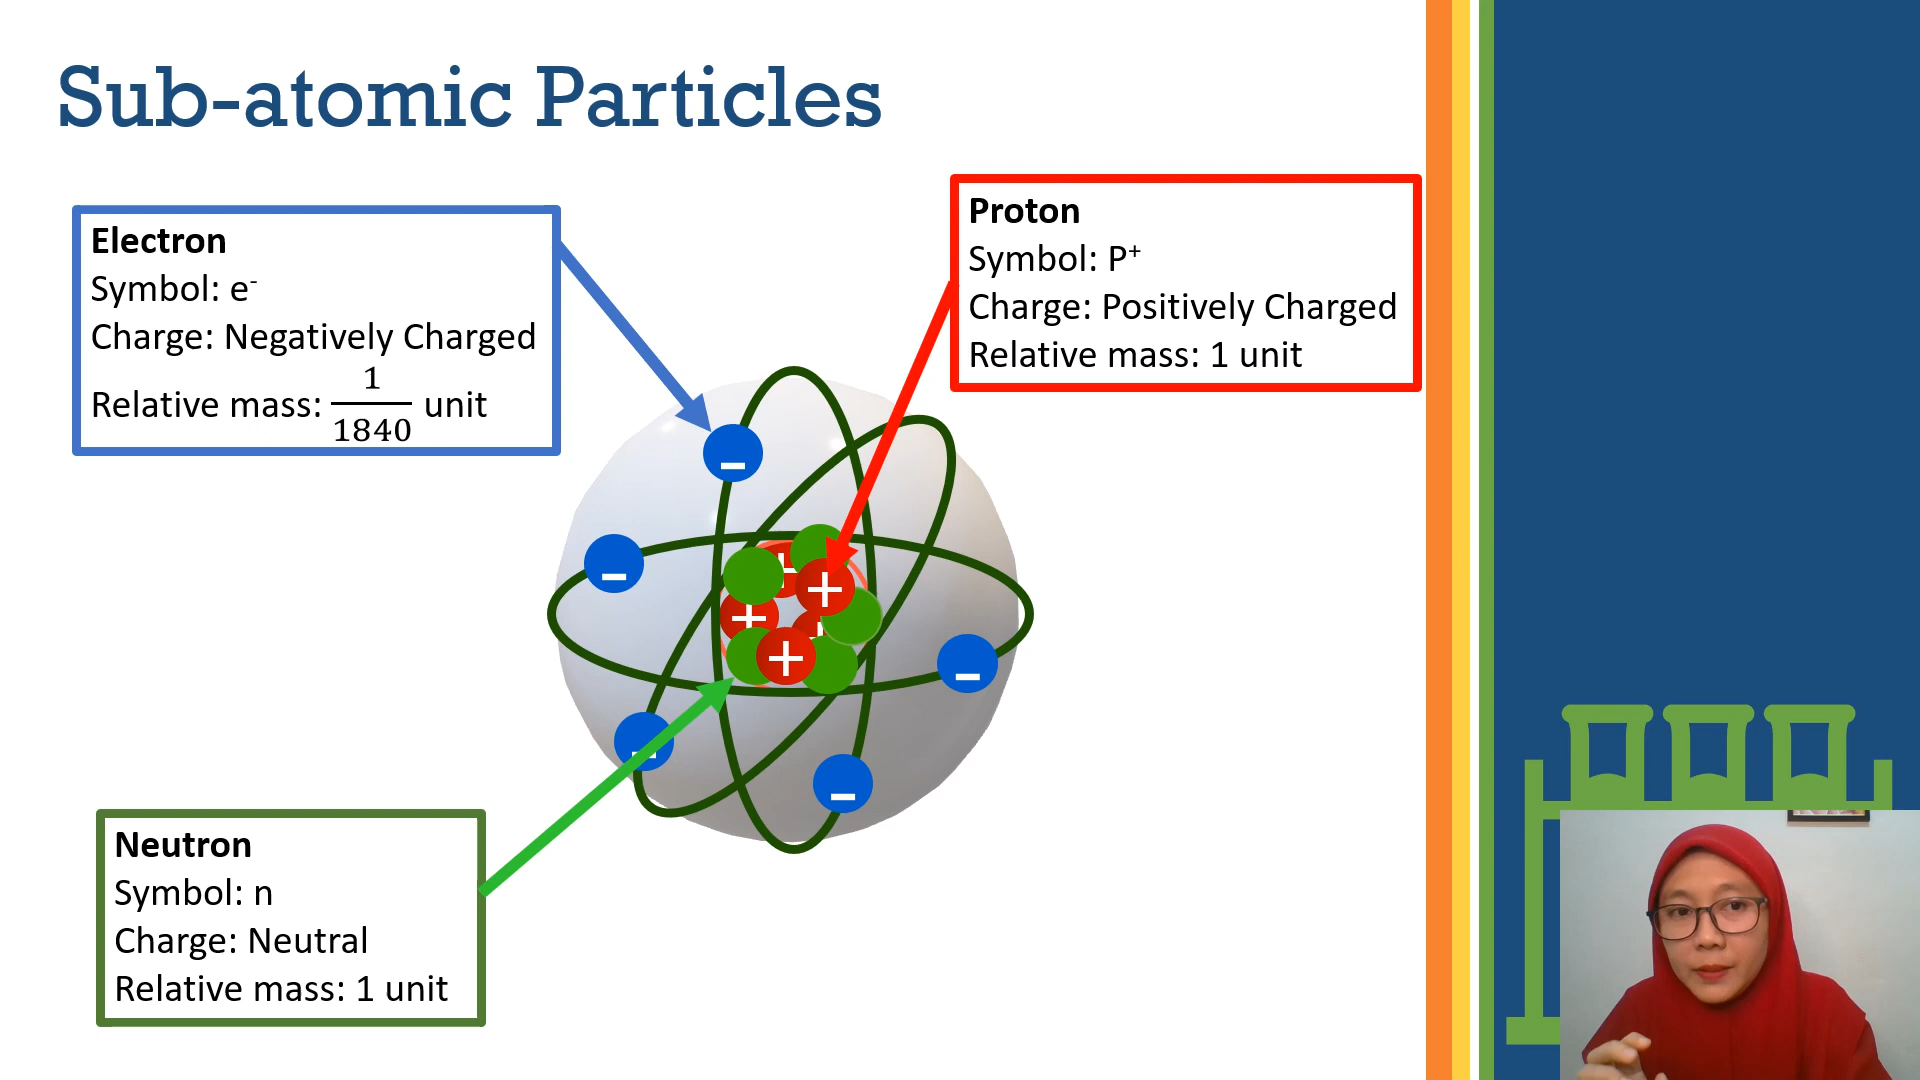 Sub-atomic Particles
Electron
Symbol: e⁻
Charge: Negatively Charged
Relative mass: 1/1840 unit
Proton
Symbol: P⁺
Charge: Positively Charged
Relative mass: 1 unit
Neutron
Symbol: n
Charge: Neutral
Relative mass: 1 unit